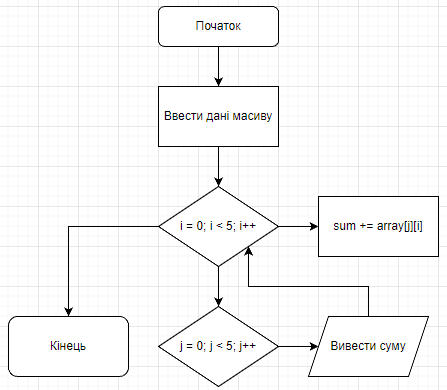 Початок
Ввести дані масиву
i = 0; i < 5; i++
sum += array[j][i]
Кінець
j = 0; j < 5; j++
Вивести суму